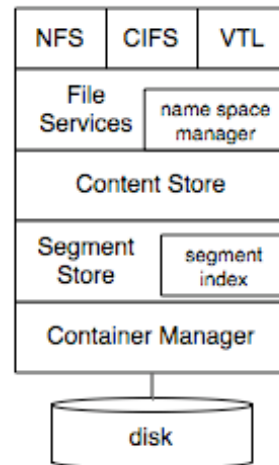 NFS CIFS VTL
File
Services
name space
manager
Content Store
Segment
Store
segment
index
Container Manager
disk